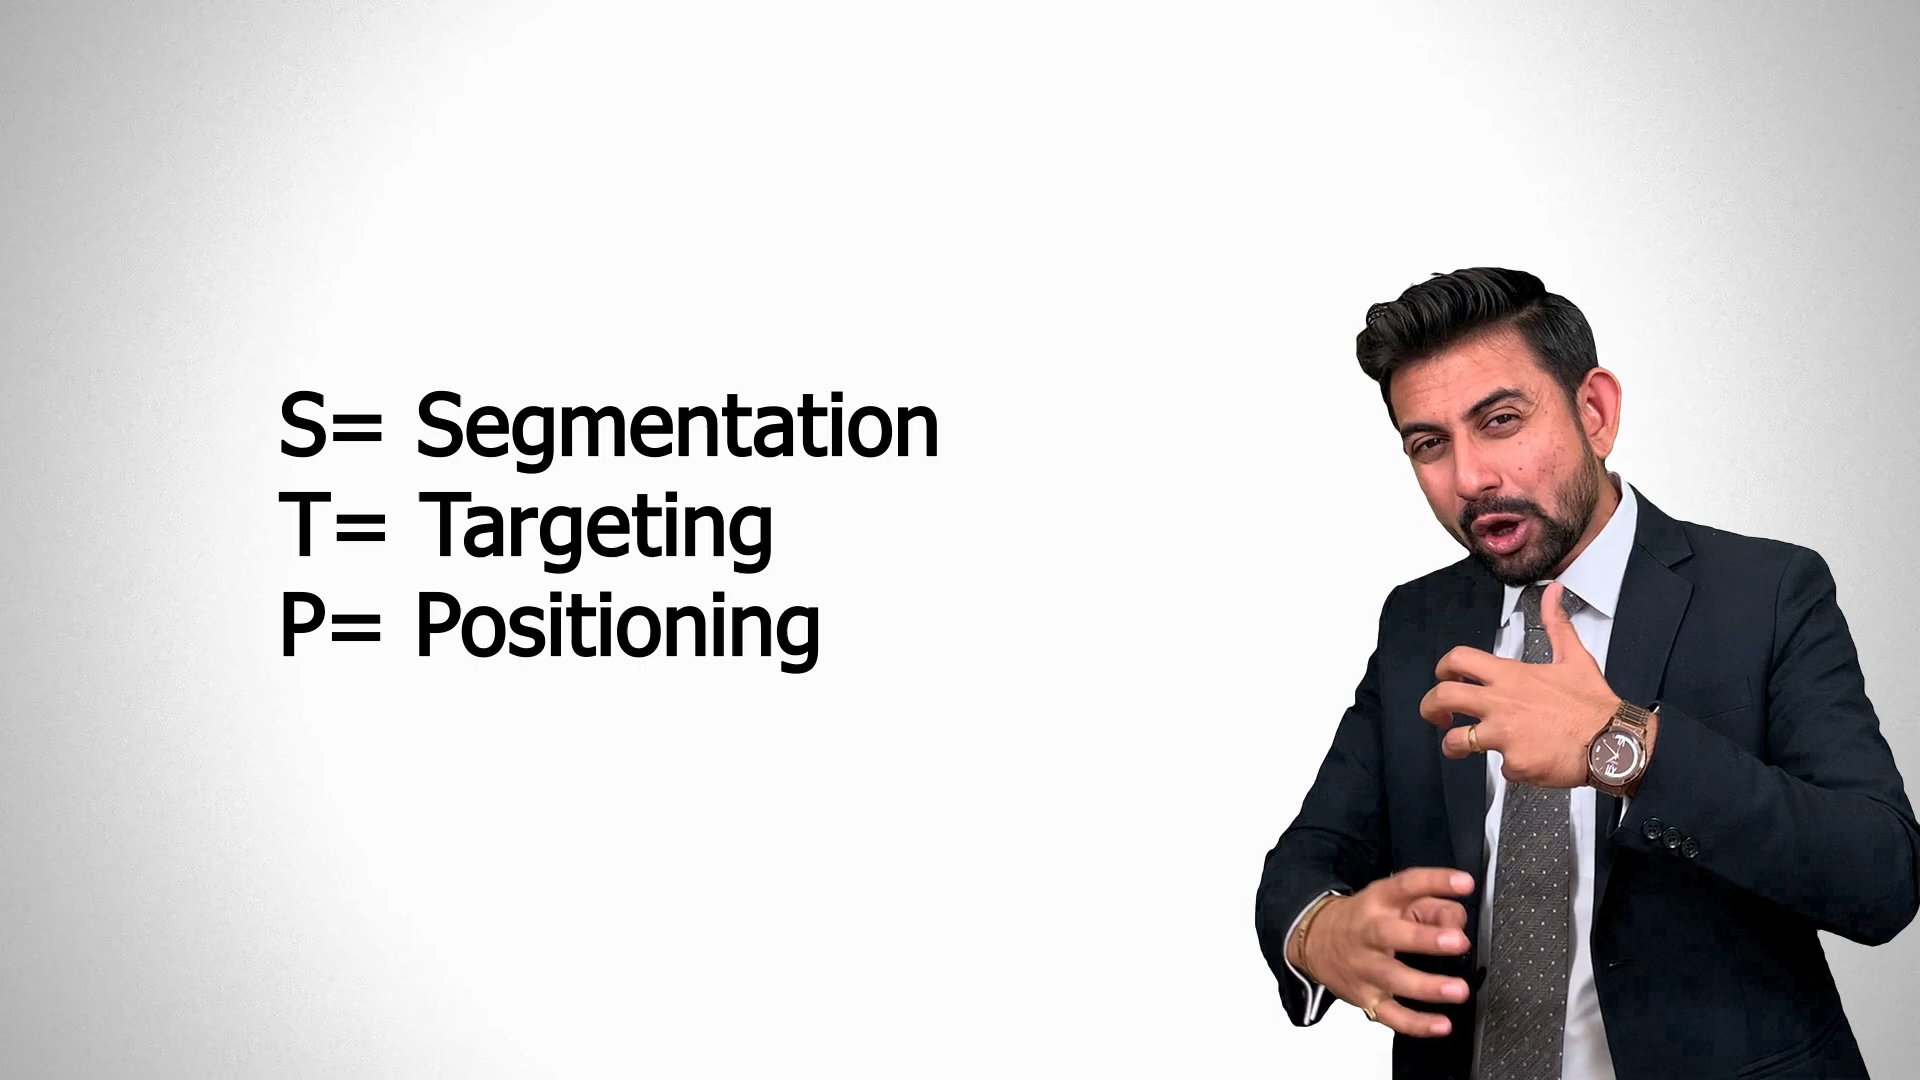 S= Segmentation
T= Targeting
P= Positioning